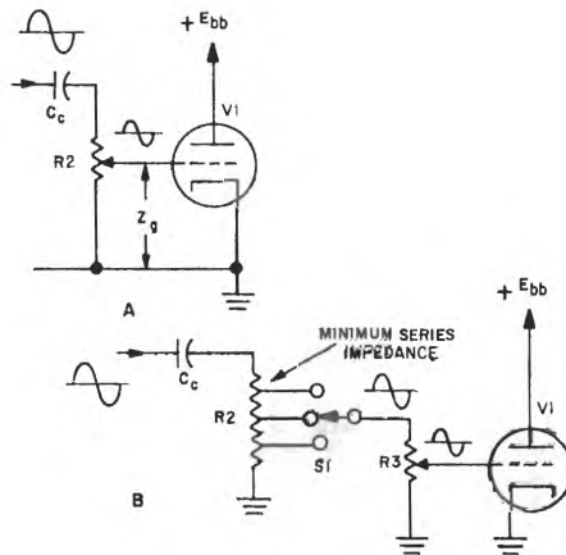 + Ebb
V1
Cc
R2
Zg
A
+ Ebb
MINIMUM SERIES
IMPEDANCE
Cc
V1
R2
R3
S1
B